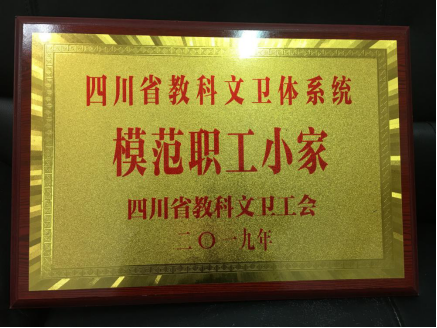 四川省教科文卫体系统
模范职工小家
四川省教科文卫工会
二〇一九年